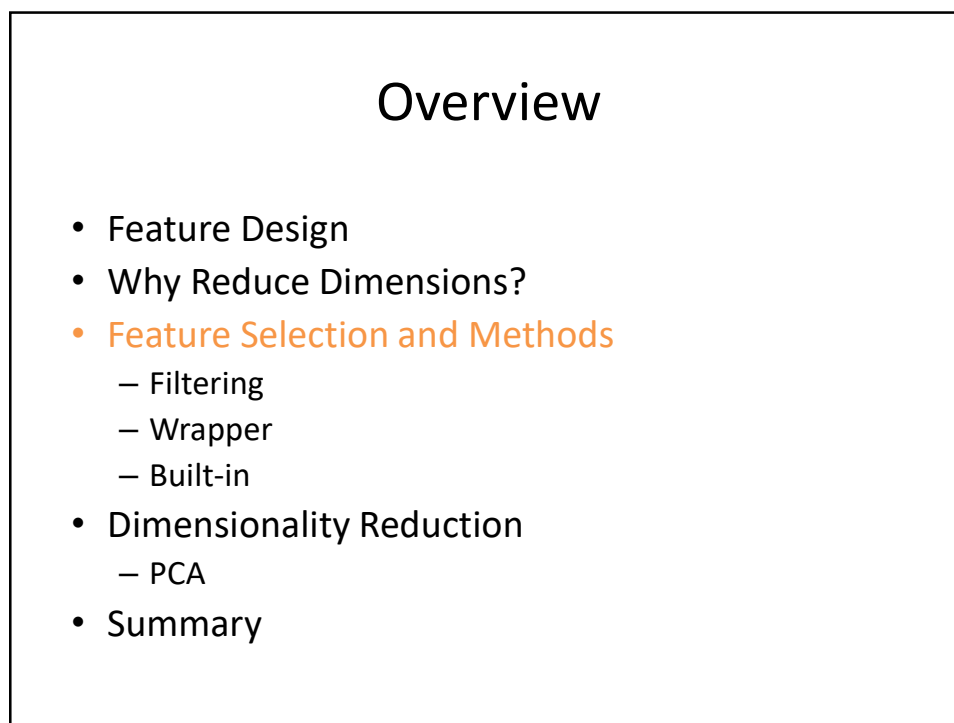 Overview
• Feature Design
• Why Reduce Dimensions?
• Feature Selection and Methods
– Filtering
– Wrapper
– Built-in
• Dimensionality Reduction
– PCA
• Summary